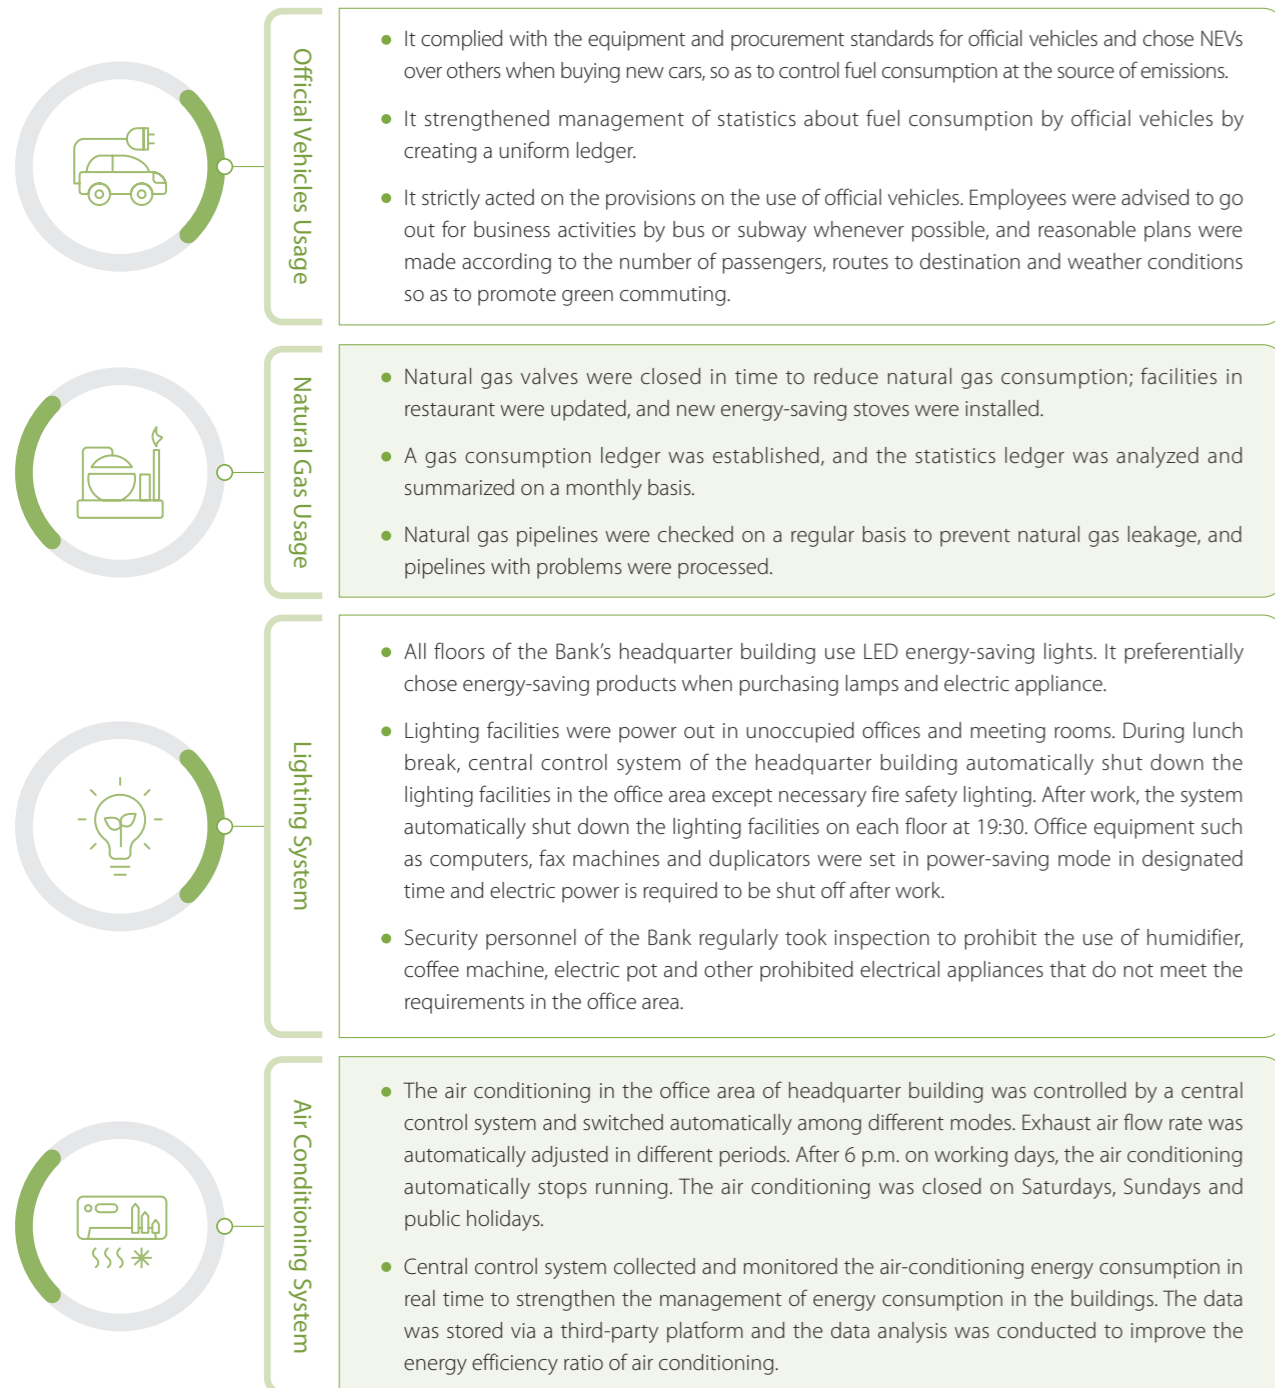 Official Vehicles Usage
It complied with the equipment and procurement standards for official vehicles and chose NEVs
over others when buying new cars, so as to control fuel consumption at the source of emissions.
It strengthened management of statistics about fuel consumption by official vehicles by
creating a uniform ledger.
It strictly acted on the provisions on the use of official vehicles. Employees were advised to go
out for business activities by bus or subway whenever possible, and reasonable plans were
made according to the number of passengers, routes to destination and weather conditions
so as to promote green commuting.
Natural Gas Usage
Natural gas valves were closed in time to reduce natural gas consumption; facilities in
restaurant were updated, and new energy-saving stoves were installed.
A gas consumption ledger was established, and the statistics ledger was analyzed and
summarized on a monthly basis.
Natural gas pipelines were checked on a regular basis to prevent natural gas leakage, and
pipelines with problems were processed.
Lighting System
All floors of the Bank's headquarter building use LED energy-saving lights. It preferentially
chose energy-saving products when purchasing lamps and electric appliance.
Lighting facilities were power out in unoccupied offices and meeting rooms. During lunch
break, central control system of the headquarter building automatically shut down the
lighting facilities in the office area except necessary fire safety lighting. After work, the system
automatically shut down the lighting facilities on each floor at 19:30. Office equipment such
as computers, fax machines and duplicators were set in power-saving mode in designated
time and electric power is required to be shut off after work.
Security personnel of the Bank regularly took inspection to prohibit the use of humidifier,
coffee machine, electric pot and other prohibited electrical appliances that do not meet the
requirements in the office area.
Air Conditioning System
The air conditioning in the office area of headquarter building was controlled by a central
control system and switched automatically among different modes. Exhaust air flow rate was
automatically adjusted in different periods. After 6 p.m. on working days, the air conditioning
automatically stops running. The air conditioning was closed on Saturdays, Sundays and
public holidays.
Central control system collected and monitored the air-conditioning energy consumption in
real time to strengthen the management of energy consumption in the buildings. The data
was stored via a third-party platform and the data analysis was conducted to improve the
energy efficiency ratio of air conditioning.